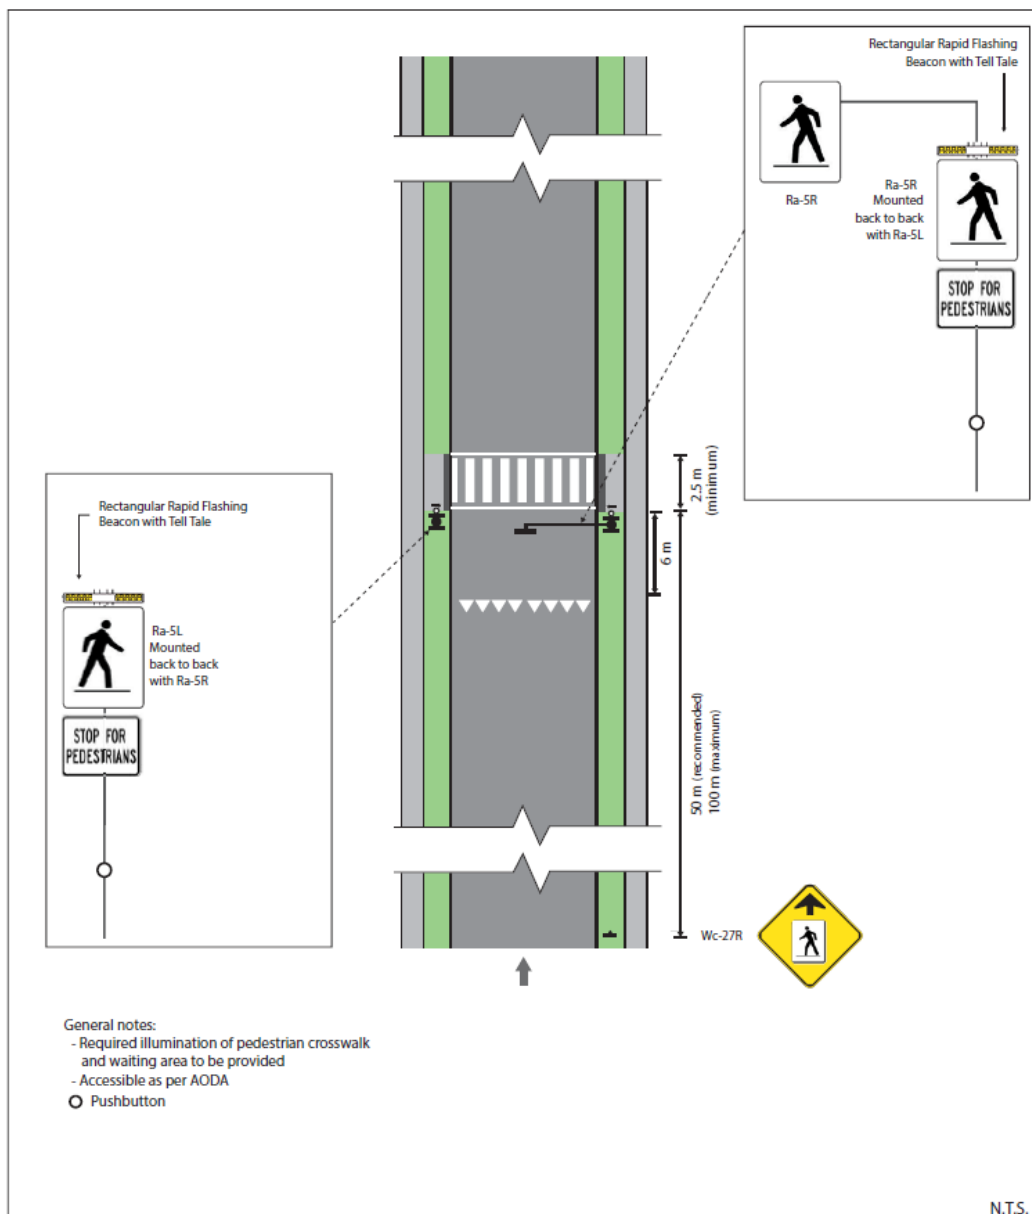 Rectangular Rapid Flashing
Beacon with Tell Tale
Ra-5R
Ra-5R
Mounted
back to back
with Ra-5L
STOP FOR
PEDESTRIANS
2.5 m
(minimum)
6 m
Rectangular Rapid Flashing
Beacon with Tell Tale
Ra-5L
Mounted
back to back
with Ra-5R
STOP FOR
PEDESTRIANS
50 m (recommended)
100 m (maximum)
Wc-27R
General notes:
- Required illumination of pedestrian crosswalk
and waiting area to be provided
- Accessible as per AODA
Pushbutton
N.T.S.